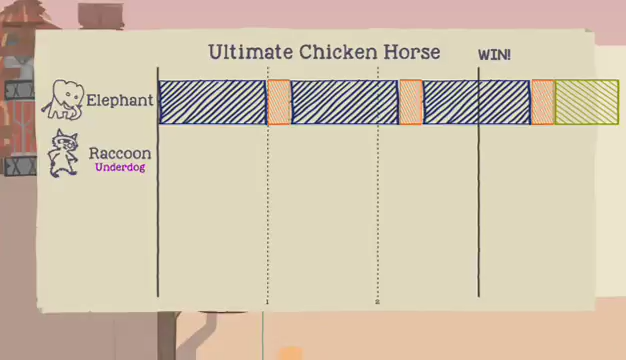 Ultimate Chicken Horse
WIN!
Elephant
Raccoon
Underdog